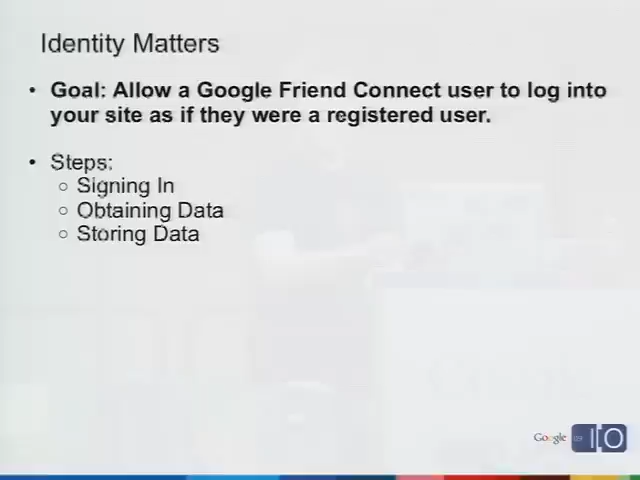 Identity Matters
• Goal: Allow a Google Friend Connect user to log into
your site as if they were a registered user.
• Steps:
○ Signing In
○ Obtaining Data
○ Storing Data
Google I|O